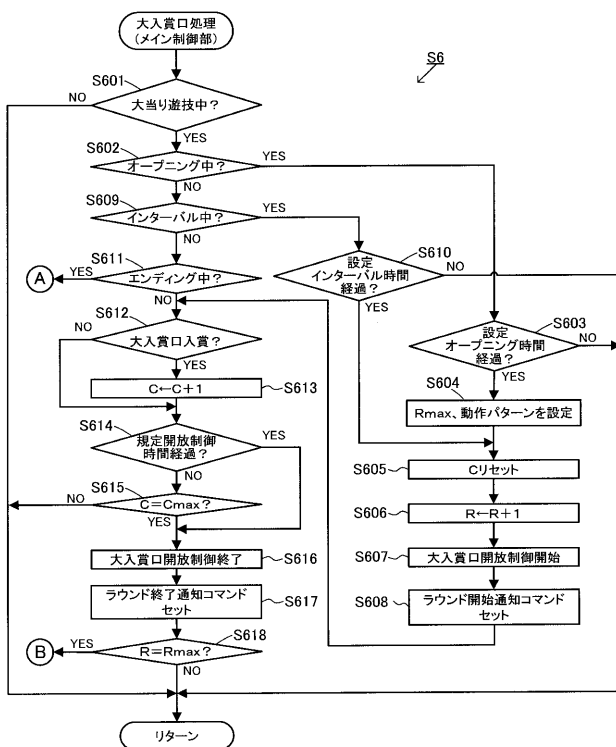 大入賞口処理
(メイン制御部)
S6
S601
NO
大当り遊技中?
YES
S602
オープニング中?
YES
NO
S609
インターバル中?
YES
NO
S610
設定
インターバル時間
経過?
NO
YES
S611
A
YES
エンディング中?
NO
S603
設定
オープニング時間
経過?
NO
YES
S612
NO
大入賞口入賞?
YES
S604
Rmax、動作パターンを設定
C←C+1
S613
S614
規定開放制御
時間経過?
YES
NO
S605
Cリセット
S615
NO
C=Cmax?
YES
S606
R←R+1
大入賞口開放制御終了
S616
S607
大入賞口開放制御開始
ラウンド終了通知コマンド
セット
S617
S608
ラウンド開始通知コマンド
セット
S618
B
YES
R=Rmax?
NO
リターン